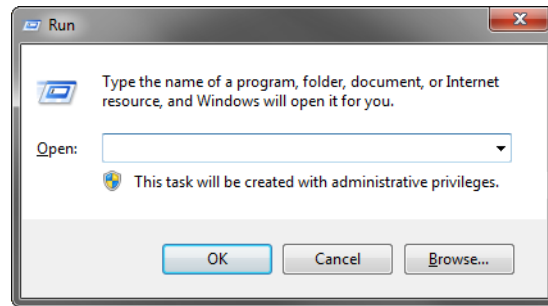 Run
Type the name of a program, folder, document, or Internet
resource, and Windows will open it for you.
Open:
This task will be created with administrative privileges.
OK
Cancel
Browse...